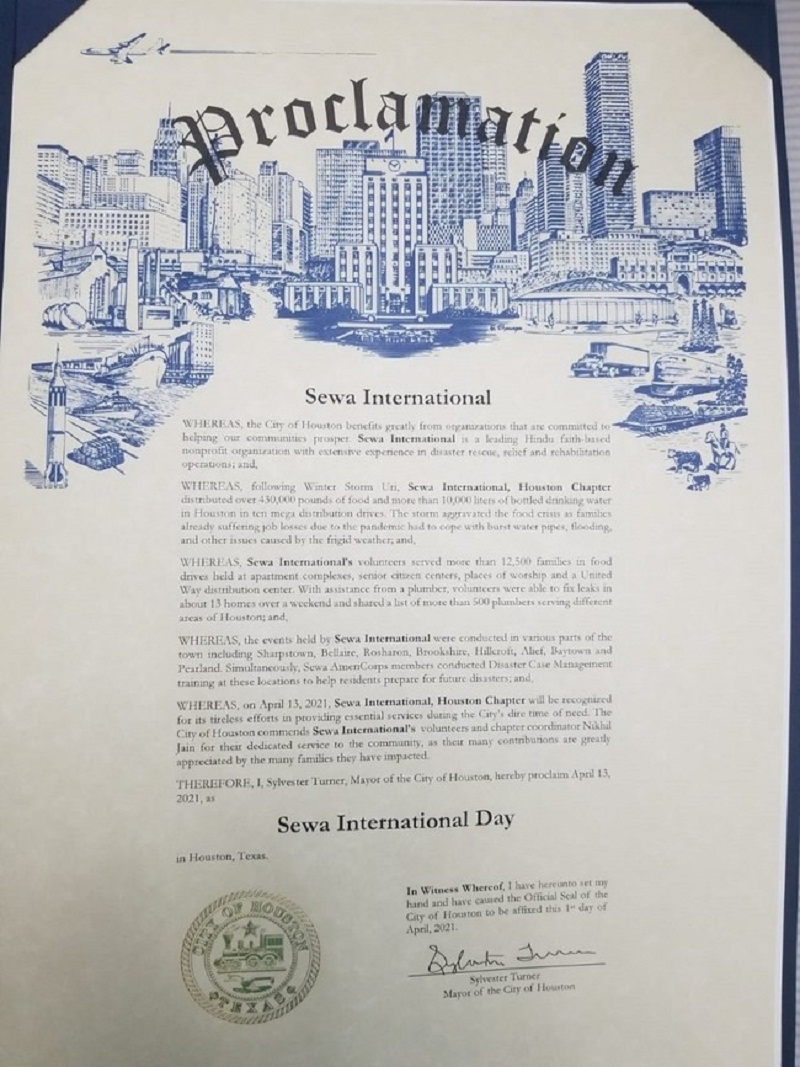 Proclamation
Sewa International
WHEREAS, the City of Houston benefits greatly from organizations that are committed to
helping our communities prosper. Sewa International is a leading Hindu faith-based
nonprofit organization with extensive experience in disaster rescue, relief and rehabilitation
operations; and,
WHEREAS, following Winter Storm Uri, Sewa International, Houston Chapter
distributed over 430,000 pounds of food and more than 10,000 liters of bottled drinking water
in Houston in ten mega distribution drives. The storm aggravated the food crisis as families
already suffering job losses due to the pandemic had to cope with burst water pipes, flooding,
and other issues caused by the frigid weather; and,
WHEREAS, Sewa International's volunteers served more than 12,500 families in food
drives held at apartment complexes, senior citizen centers, places of worship and a United
Way distribution center. With assistance from a plumber, volunteers were able to fix leaks in
about 13 homes over a weekend and shared a list of more than 500 plumbers serving different
areas of Houston; and,
WHEREAS, the events held by Sewa International were conducted in various parts of the
town including Sharpstown, Bellaire, Rosharon, Brookshire, Hillcroft, Alief, Baytown and
Pearland. Simultaneously, Sewa AmeriCorps members conducted Disaster Case Management
training at these locations to help residents prepare for future disasters; and,
WHEREAS, on April 13, 2021, Sewa International, Houston Chapter will be recognized
for its tireless efforts in providing essential services during the City's dire time of need. The
City of Houston commends Sewa International's volunteers and chapter coordinator Nikhil
Jain for their dedicated service to the community, as their many contributions are greatly
appreciated by the many families they have impacted.
THEREFORE, I, Sylvester Turner, Mayor of the City of Houston, hereby proclaim April 13,
2021, as
Sewa International Day
in Houston, Texas.
In Witness Whereof, I have hereunto set my
hand and have caused the Official Seal of the
City of Houston to be affixed this 1st day of
April, 2021.
Sylvester Turner
Sylvester Turner
Mayor of the City of Houston
CITY OF HOUSTON
TEXAS